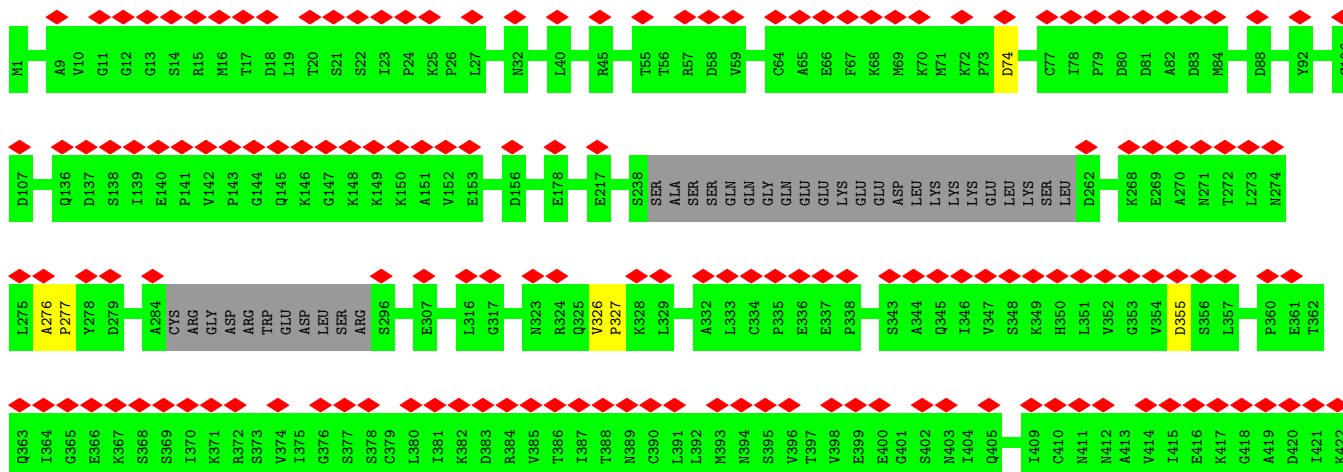 M1 A9 V10 G11 G12 G13 S14 R15 M16 T17 D18 L19 T20 S21 S22 I23 P24 K25 P26 L27 N32 L40 R45 T55 T56 R57 D58 V59 C64 A65 E66 F67 K68 M69 K70 M71 K72 P73 D74 C77 I78 P79 D80 D81 A82 D83 M84 D88 Y92
D107 Q136 D137 S138 I139 E140 P141 V142 P143 G144 Q145 K146 G147 K148 K149 K150 A151 V152 E153 D156 E178 E217 S238 SER ALA SER SER GLN GLN GLY GLN GLU GLU LYS GLU GLU ASP LEU LYS LYS LYS GLU LEU LYS SER LEU D262 K268 E269 A270 N271 T272 L273 N274
L275 A276 P277 Y278 D279 A284 CYS ARG GLY ASP ARG TRP GLU ASP LEU SER ARG S296 E307 L316 G317 N323 R324 Q325 V326 P327 K328 L329 A332 L333 C334 P335 E336 E337 P338 S343 A344 Q345 I346 V347 S348 K349 H350 L351 V352 G353 V354 D355 S356 L357 P360 E361 T362
Q363 I364 G365 E366 K367 S368 S369 I370 K371 R372 S373 V374 I375 G376 S377 S378 C379 L380 I381 K382 D383 R384 V385 T386 I387 T388 N389 C390 L391 L392 M393 N394 S395 V396 T397 V398 E399 E400 G401 S402 N403 I404 Q405 I409 C410 N411 N412 A413 V414 I415 E416 K417 G418 A419 D420 I421